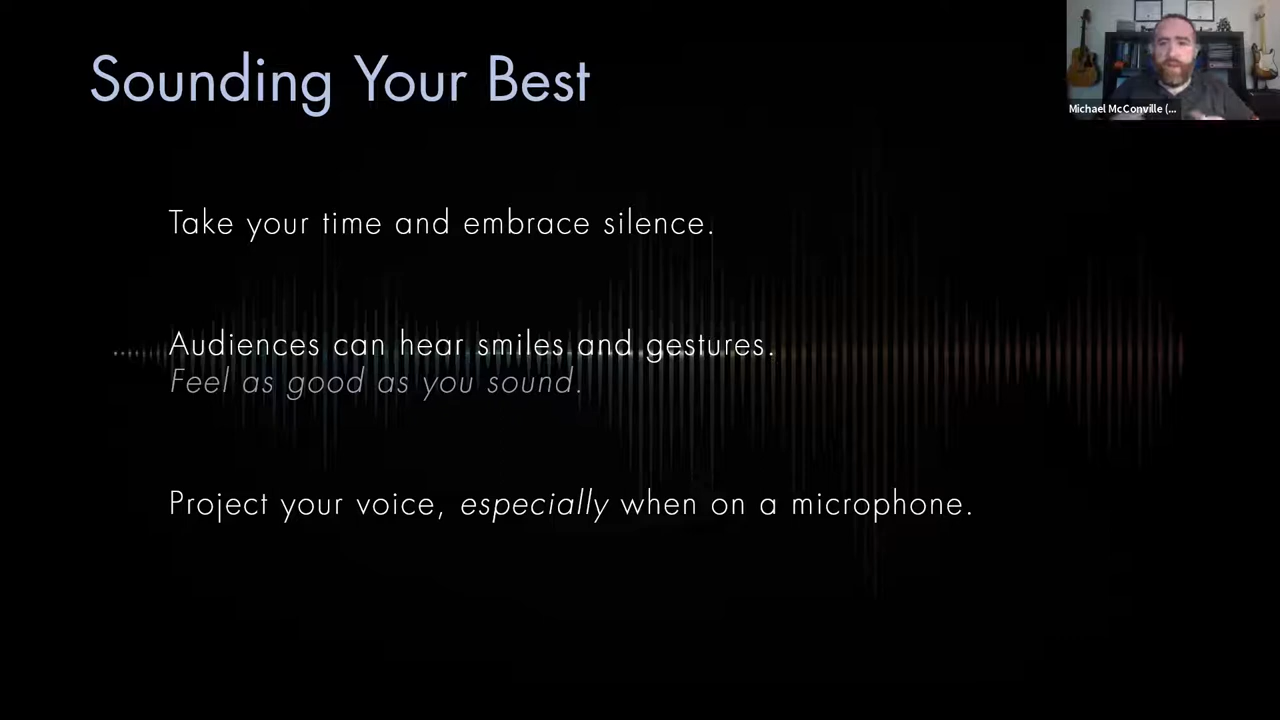 Sounding Your Best
Michael McConville (...
Take your time and embrace silence.
Audiences can hear smiles and gestures.
Feel as good as you sound.
Project your voice, especially when on a microphone.